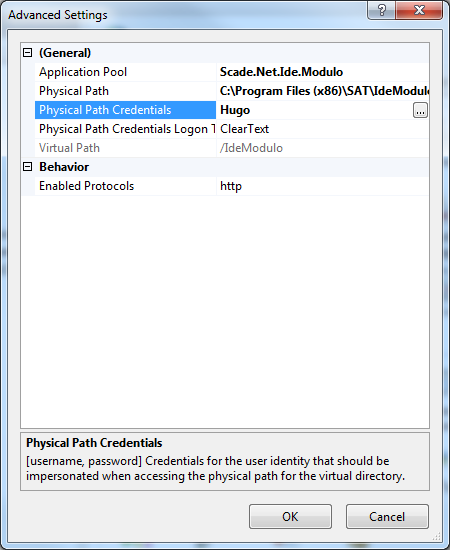 Advanced Settings
(General)
Application Pool Scade.Net.Ide.Modulo
Physical Path C:\Program Files (x86)\SAT\IdeModulo
Physical Path Credentials Hugo ...
Physical Path Credentials Logon T ClearText
Virtual Path /IdeModulo
Behavior
Enabled Protocols http
Physical Path Credentials
[username, password] Credentials for the user identity that should be
impersonated when accessing the physical path for the virtual directory.
OK Cancel